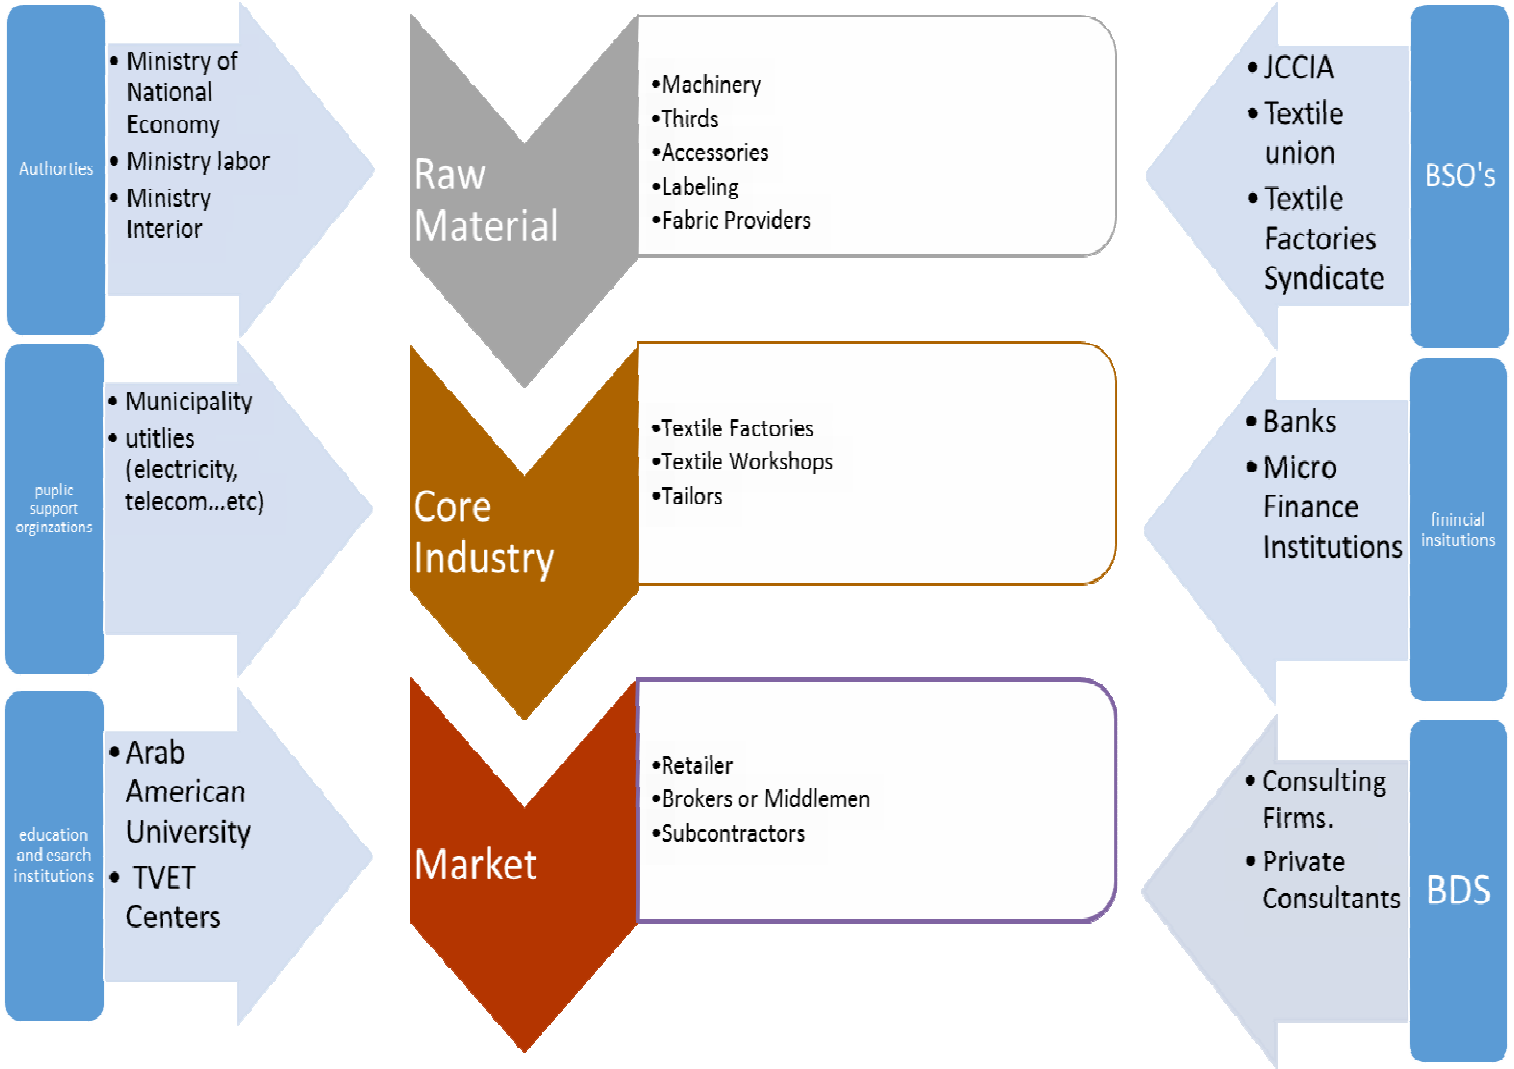 Authorties
• Ministry of
National
Economy
• Ministry labor
• Ministry
Interior
Raw
Material
•Machinery
•Thirds
•Accessories
•Labeling
•Fabric Providers
• JCCIA
• Textile
union
• Textile
Factories
Syndicate
BSO's
puplic
support
orginzations
• Municipality
• utitlies
(electricity,
telecom...etc)
Core
Industry
•Textile Factories
•Textile Workshops
•Tailors
• Banks
• Micro
Finance
Institutions
finincial
insitutions
education
and esarch
institutions
• Arab
American
University
• TVET
Centers
Market
•Retailer
•Brokers or Middlemen
•Subcontractors
• Consulting
Firms.
• Private
Consultants
BDS